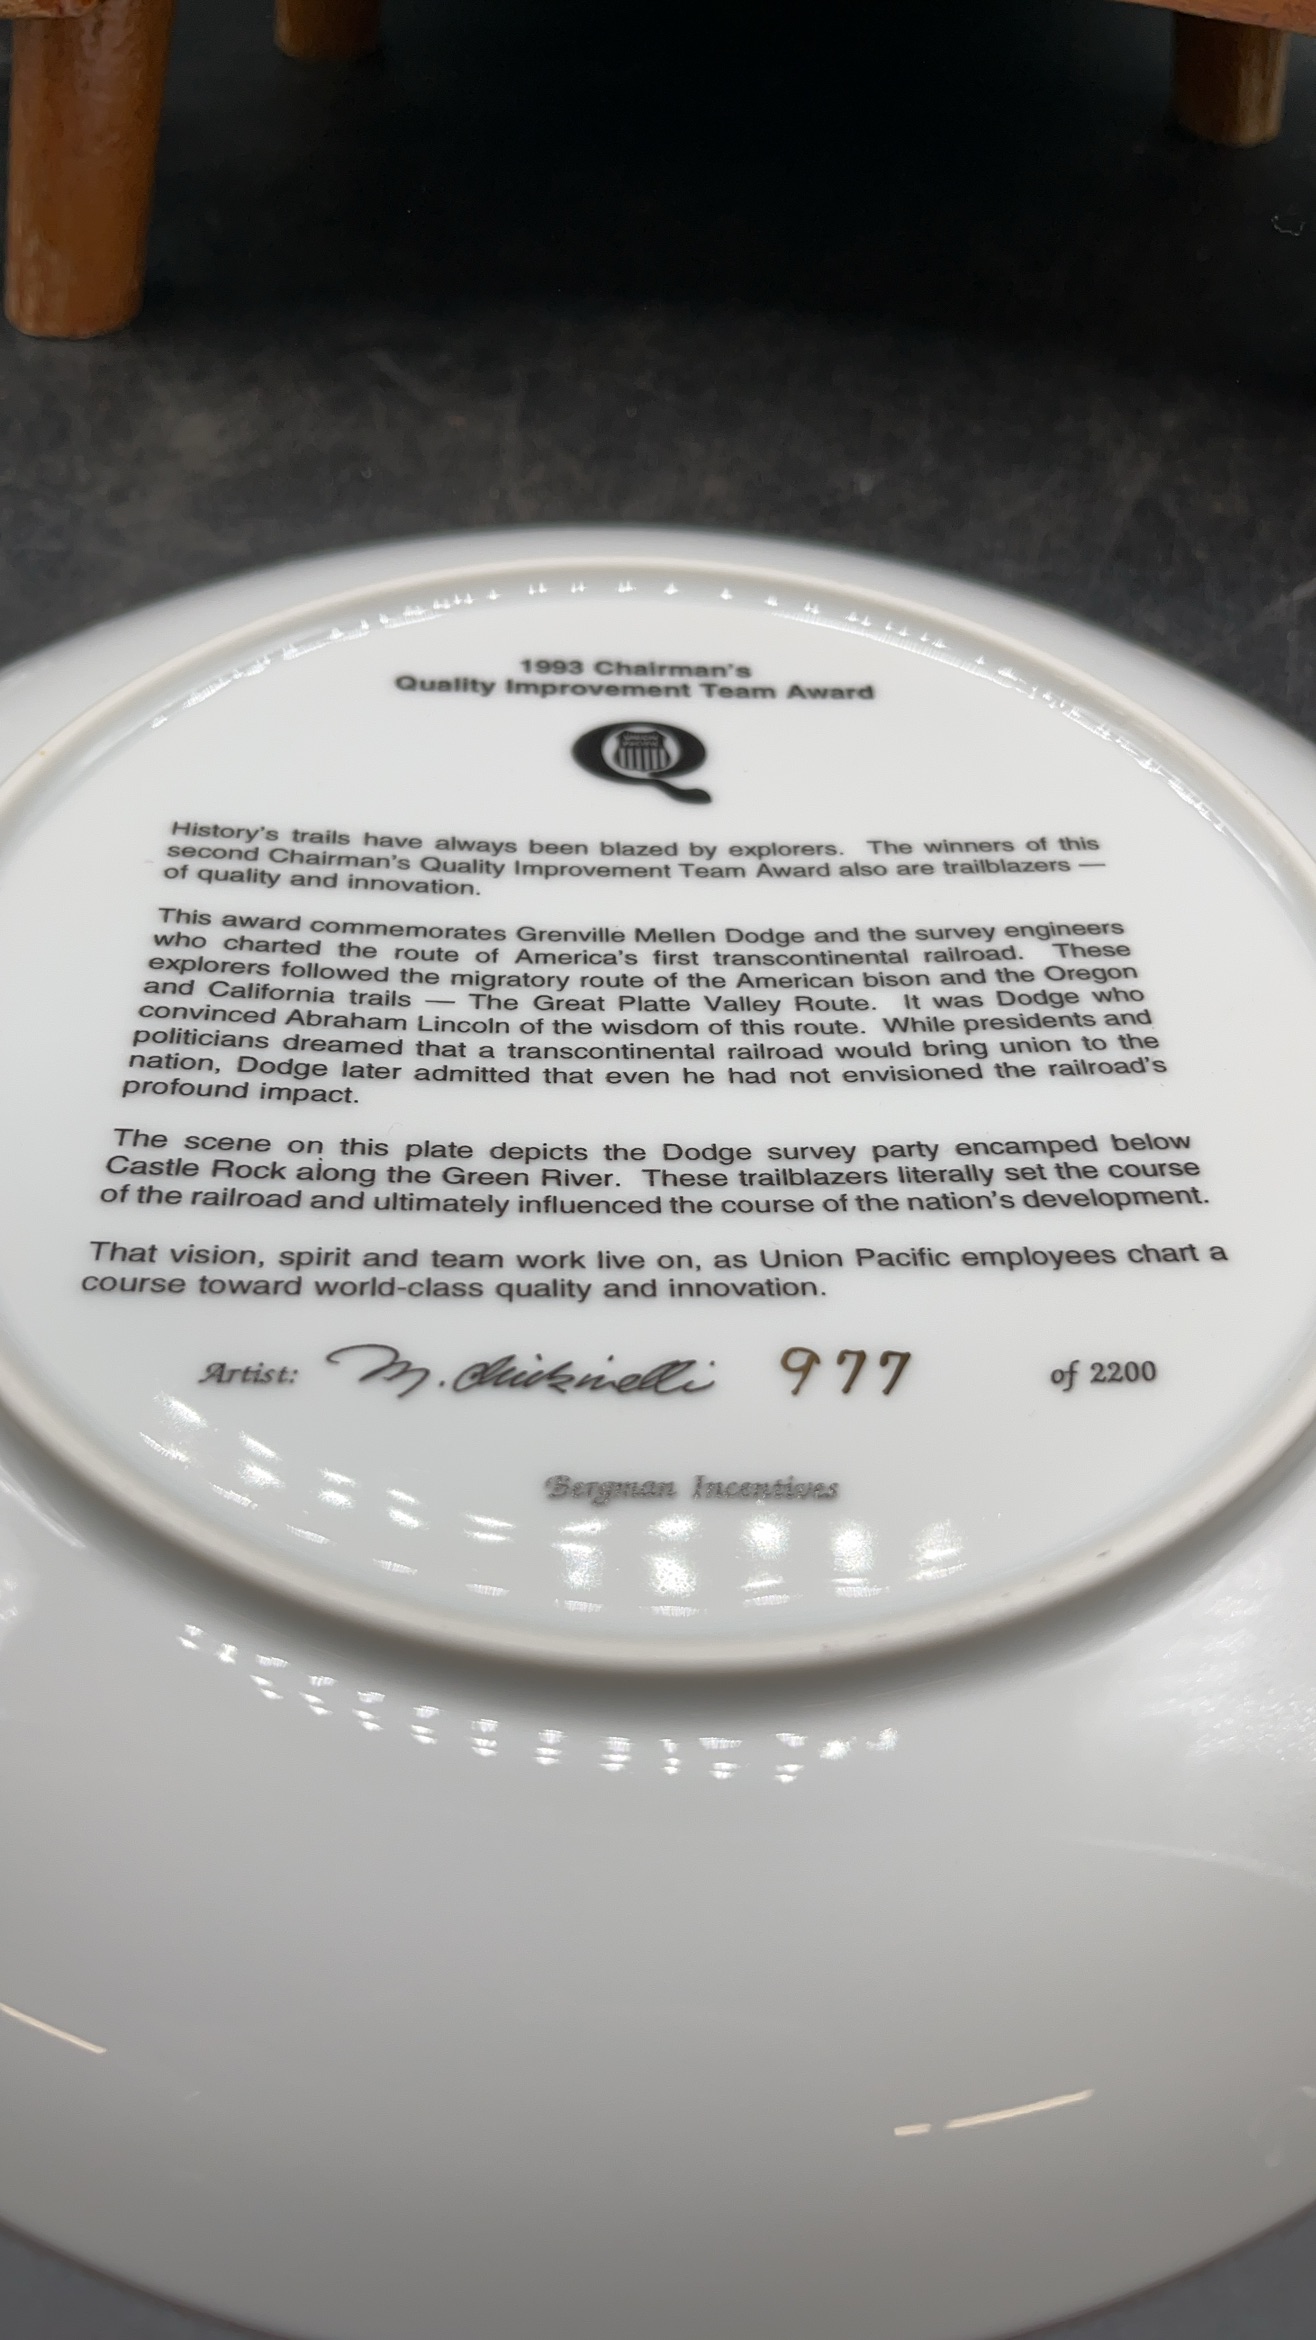 1993 Chairman's
Quality Improvement Team Award
UNION
PACIFIC
History's trails have always been blazed by explorers. The winners of this
second Chairman's Quality Improvement Team Award also are trailblazers —
of quality and innovation.
This award commemorates Grenville Mellen Dodge and the survey engineers
who charted the route of America's first transcontinental railroad. These
explorers followed the migratory route of the American bison and the Oregon
and California trails — The Great Platte Valley Route. It was Dodge who
convinced Abraham Lincoln of the wisdom of this route. While presidents and
politicians dreamed that a transcontinental railroad would bring union to the
nation, Dodge later admitted that even he had not envisioned the railroad's
profound impact.
The scene on this plate depicts the Dodge survey party encamped below
Castle Rock along the Green River. These trailblazers literally set the course
of the railroad and ultimately influenced the course of the nation's development.
That vision, spirit and team work live on, as Union Pacific employees chart a
course toward world-class quality and innovation.
Artist: M. Chickinelli 977 of 2200
Bergman Incentives